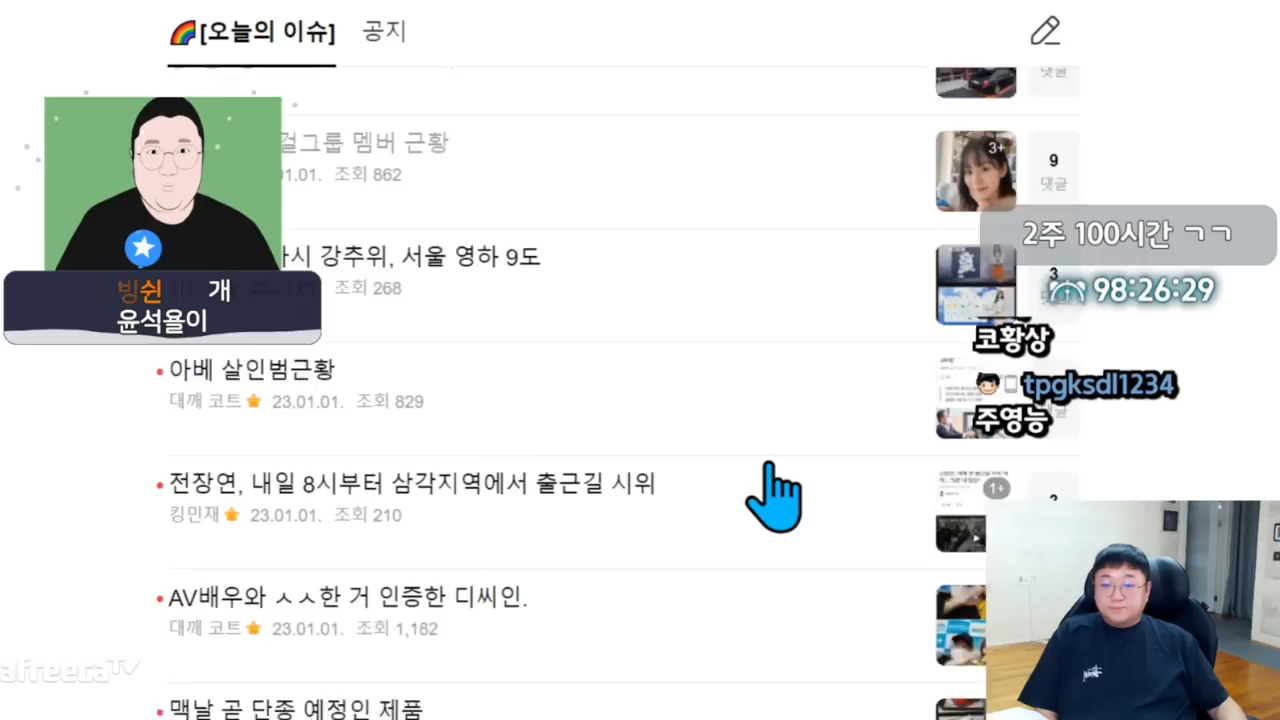 [오늘의 이슈] 공지
댓글
걸그룹 멤버 근황
01.01. 조회 862
3+
9
댓글
다시 강추위, 서울 영하 9도
조회 268
3
2주 100시간 ㄱㄱ
98:26:29
빙쉰 개
윤석욜이
코황상
tpgksdl1234
주영능
아베 살인범근황
대깨 코트 23.01.01. 조회 829
전장연, 내일 8시부터 삼각지역에서 출근길 시위
킹민재 23.01.01. 조회 210
1+
AV배우와 ㅅㅅ한 거 인증한 디씨인.
대깨 코트 23.01.01. 조회 1,182
afreecaTV
맥날 곧 단종 예정인 제품